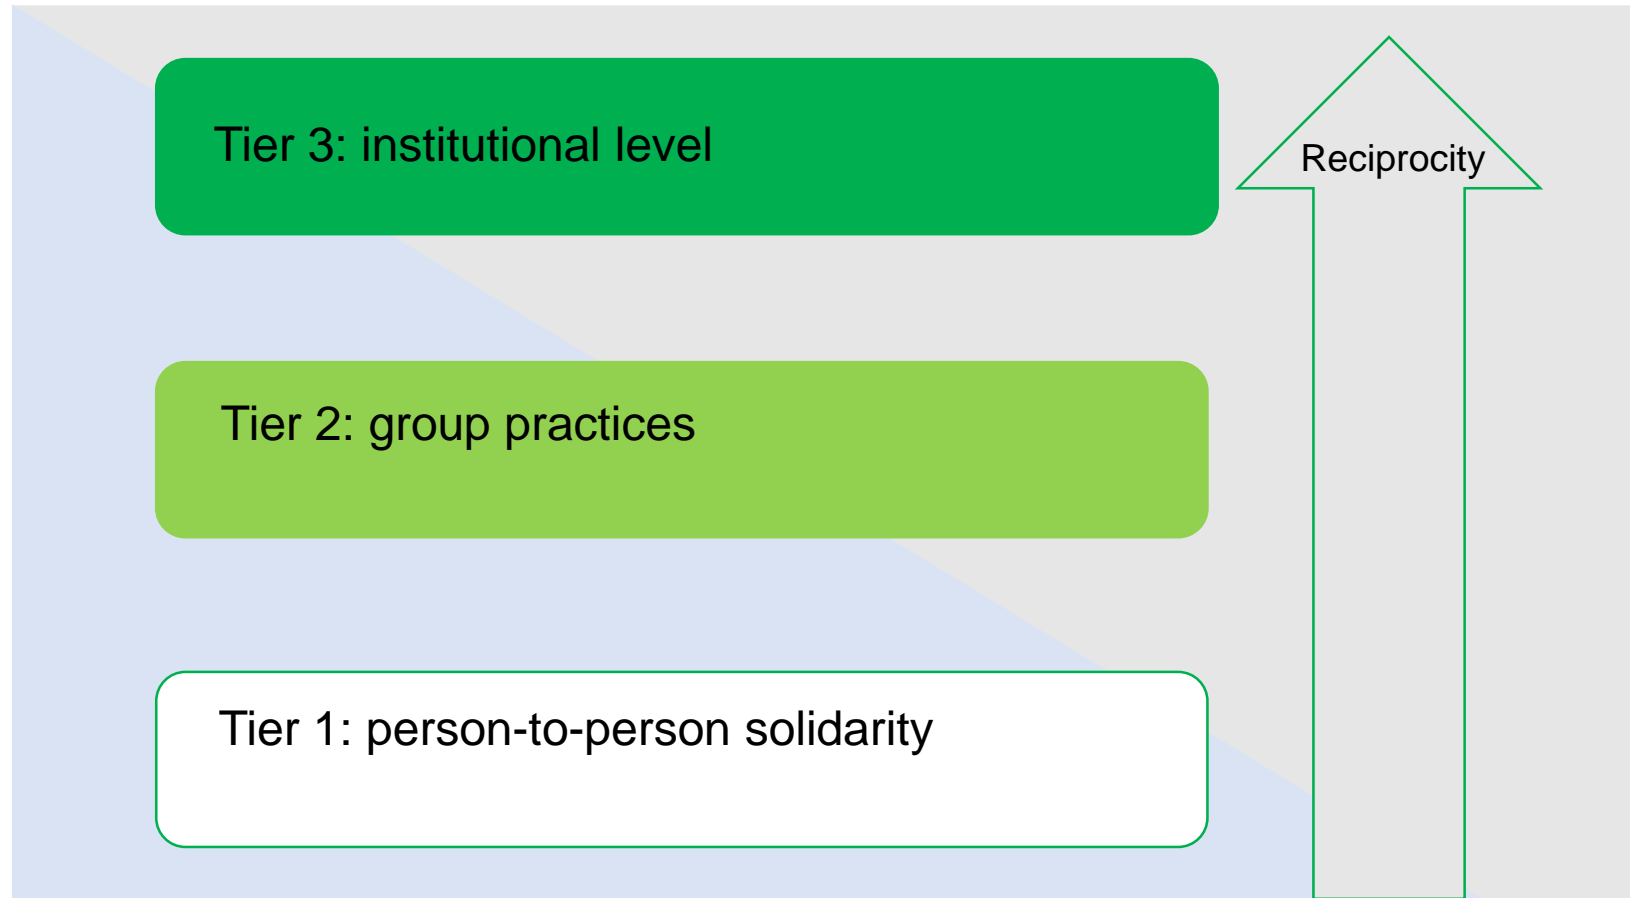 Tier 3: institutional level
Reciprocity
Tier 2: group practices
Tier 1: person-to-person solidarity